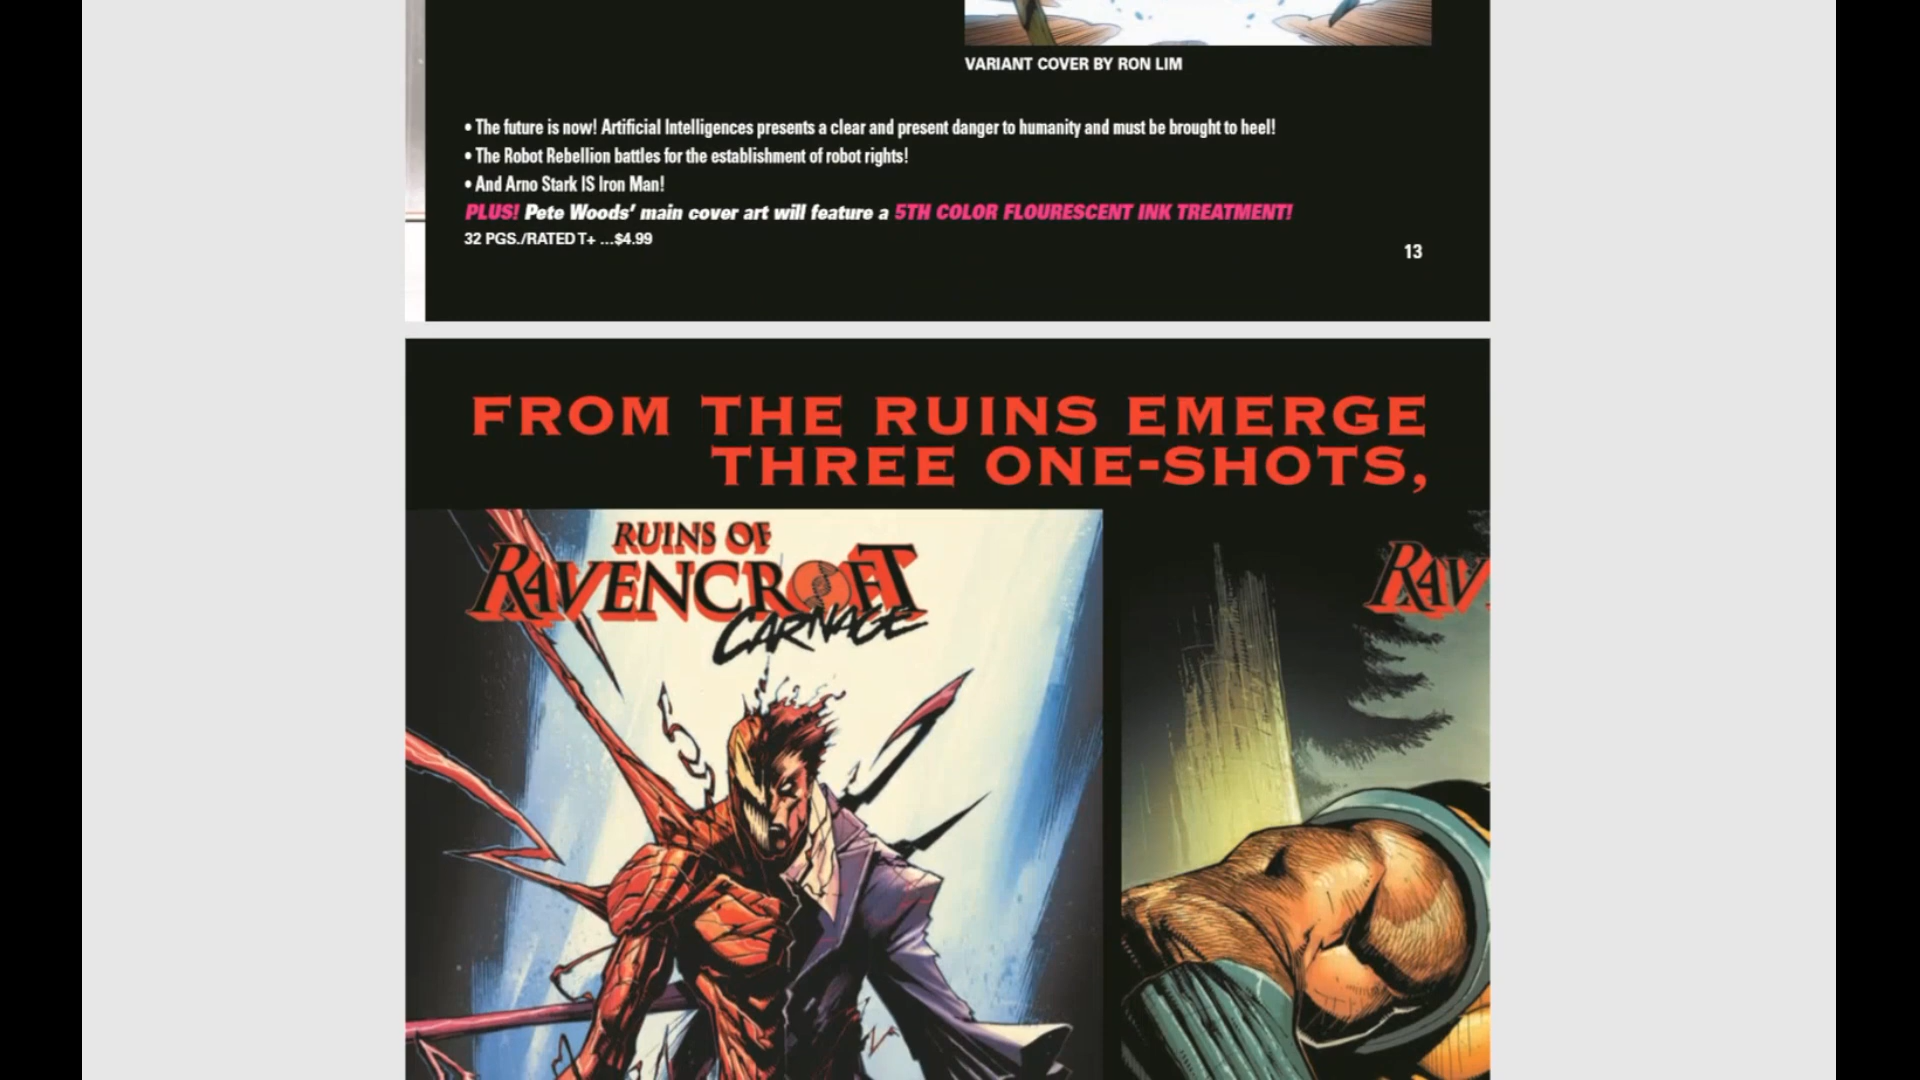 VARIANT COVER BY RON LIM
• The future is now! Artificial Intelligences presents a clear and present danger to humanity and must be brought to heel!
• The Robot Rebellion battles for the establishment of robot rights!
• And Arno Stark IS Iron Man!
PLUS! Pete Woods’ main cover art will feature a 5TH COLOR FLOURESCENT INK TREATMENT!
32 PGS./RATED T+ ...$4.99
13
FROM THE RUINS EMERGE
THREE ONE-SHOTS,
RUINS OF
RAVENCROFT
CARNAGE
RAV